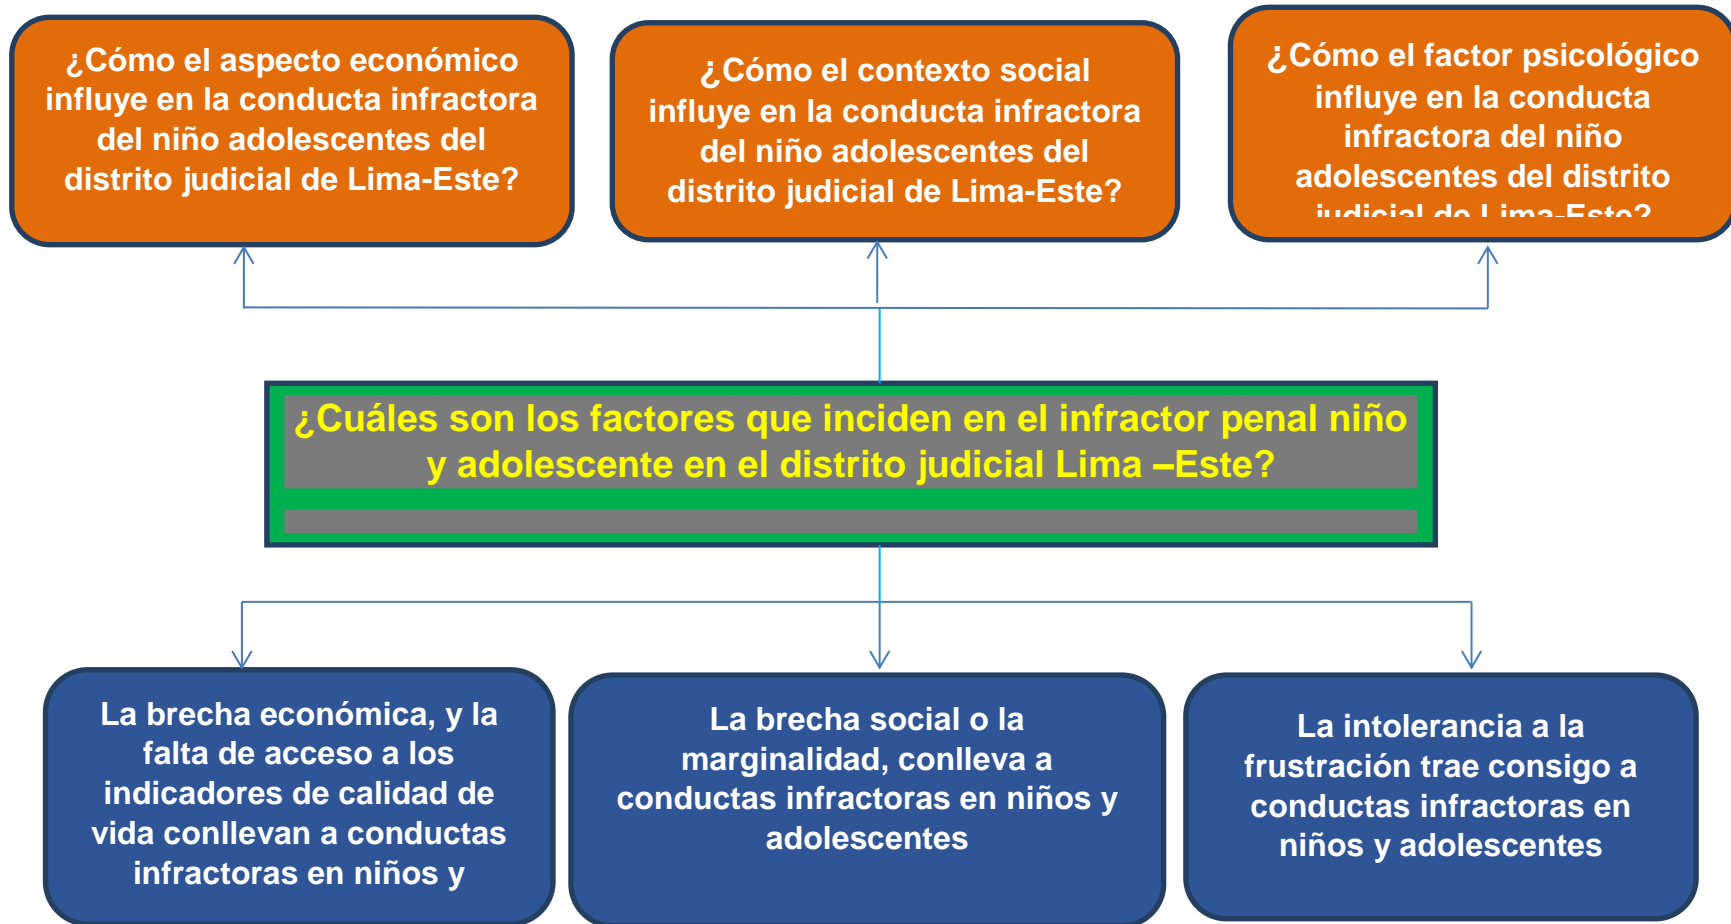 ¿Cómo el aspecto económico
influye en la conducta infractora
del niño adolescentes del
distrito judicial de Lima-Este?
¿Cómo el contexto social
influye en la conducta infractora
del niño adolescentes del
distrito judicial de Lima-Este?
¿Cómo el factor psicológico
influye en la conducta
infractora del niño
adolescentes del distrito
judicial de Lima-Este?
¿Cuáles son los factores que inciden en el infractor penal niño
y adolescente en el distrito judicial Lima –Este?
La brecha económica, y la
falta de acceso a los
indicadores de calidad de
vida conllevan a conductas
infractoras en niños y
La brecha social o la
marginalidad, conlleva a
conductas infractoras en niños y
adolescentes
La intolerancia a la
frustración trae consigo a
conductas infractoras en
niños y adolescentes